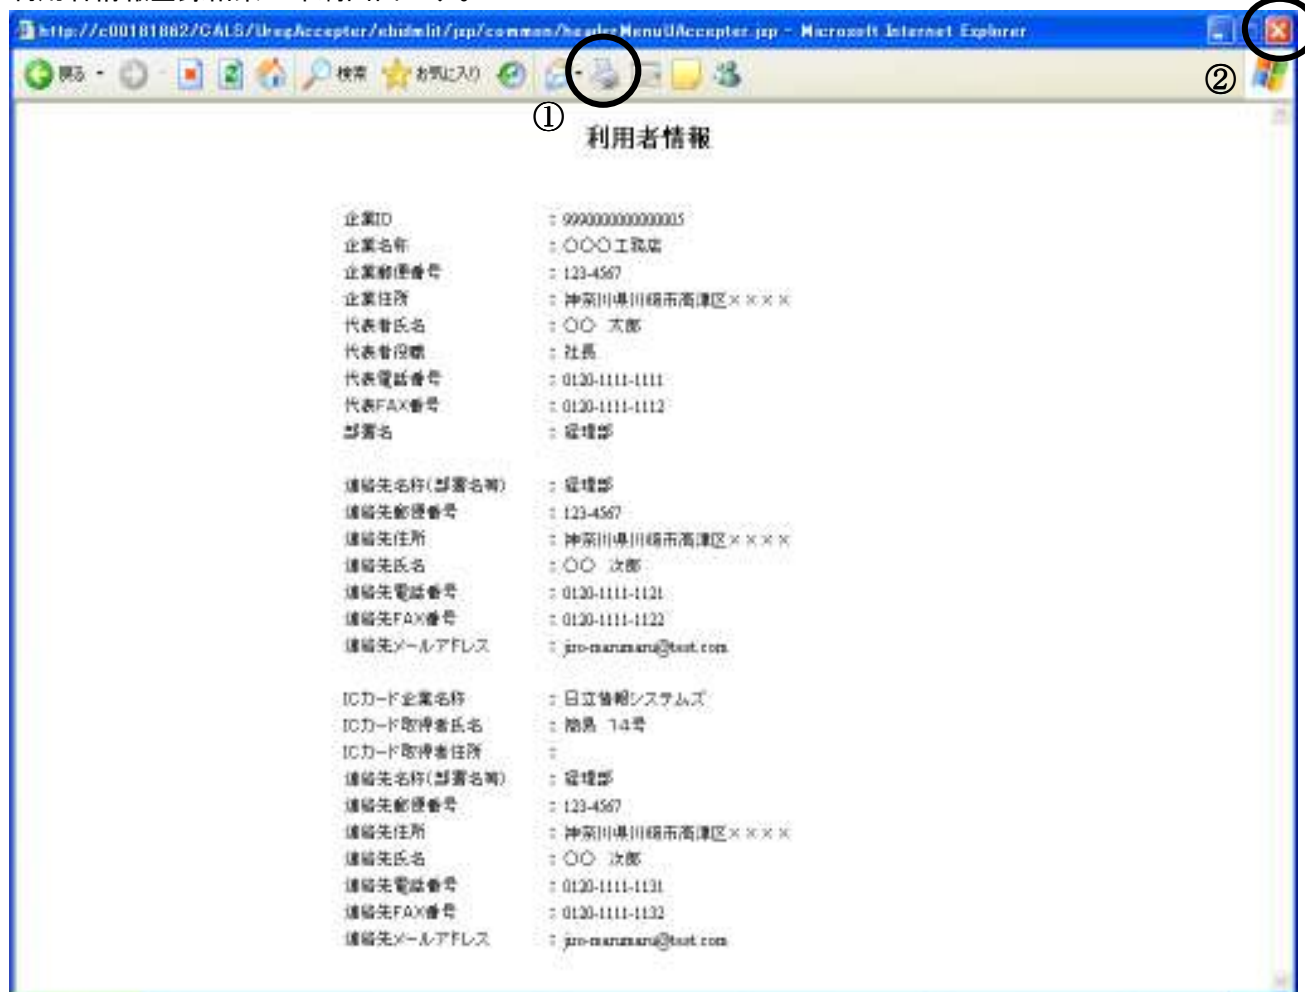 http://c00181862/CALS/UregAccepter/ebidmlit/jsp/common/headerMenuUAccepter.jsp - Microsoft Internet Explorer
戻る 検索 お気に入り
① ②
利用者情報
企業ID : 9990000000000005
企業名称 : 〇〇〇工務店
企業郵便番号 : 123-4567
企業住所 : 神奈川県川崎市高津区××××
代表者氏名 : 〇〇 太郎
代表者役職 : 社長
代表電話番号 : 0120-1111-1111
代表FAX番号 : 0120-1111-1112
部署名 : 経理部
連絡先名称(部署名等) : 経理部
連絡先郵便番号 : 123-4567
連絡先住所 : 神奈川県川崎市高津区××××
連絡先氏名 : 〇〇 次郎
連絡先電話番号 : 0120-1111-1121
連絡先FAX番号 : 0120-1111-1122
連絡先メールアドレス : jiro-marumaru@test.com
ICカード企業名称 : 日立情報システムズ
ICカード取得者氏名 : 簡易 14号
ICカード取得者住所 :
連絡先名称(部署名等) : 経理部
連絡先郵便番号 : 123-4567
連絡先住所 : 神奈川県川崎市高津区××××
連絡先氏名 : 〇〇 次郎
連絡先電話番号 : 0120-1111-1131
連絡先FAX番号 : 0120-1111-1132
連絡先メールアドレス : jiro-marumaru@test.com